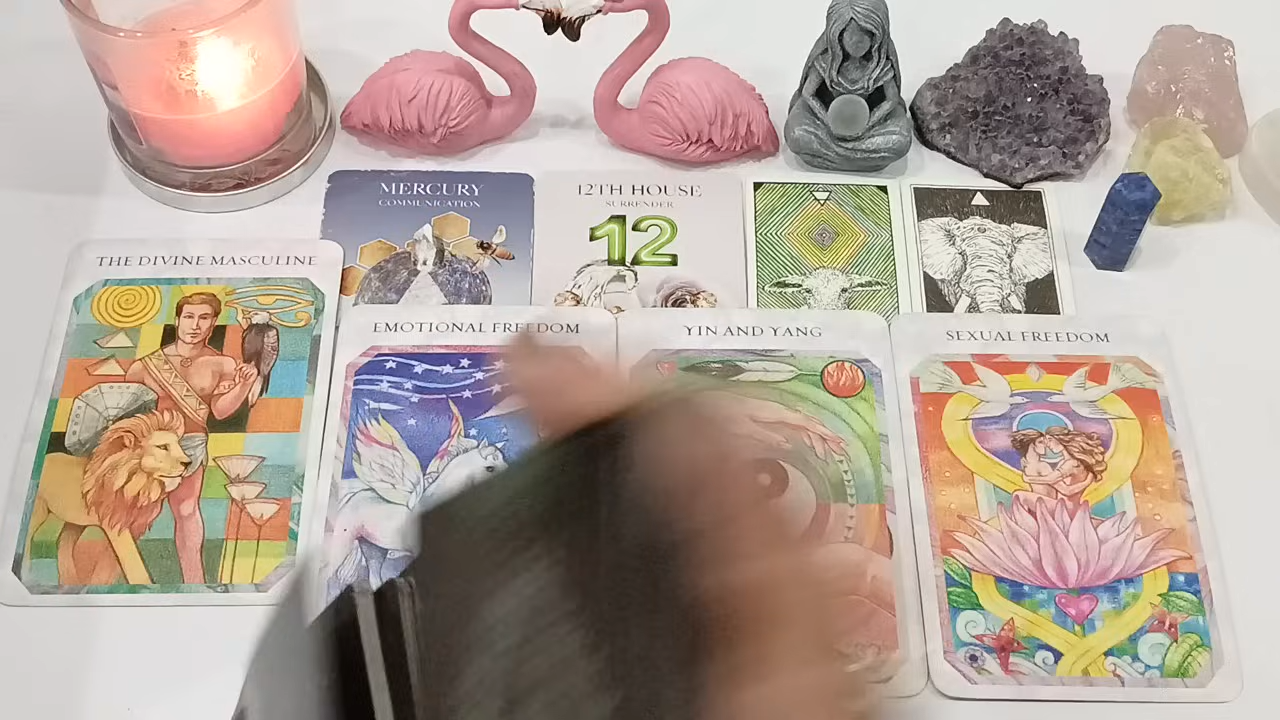 MERCURY
COMMUNICATION
12TH HOUSE
SURRENDER
12
THE DIVINE MASCULINE
EMOTIONAL FREEDOM
YIN AND YANG
SEXUAL FREEDOM